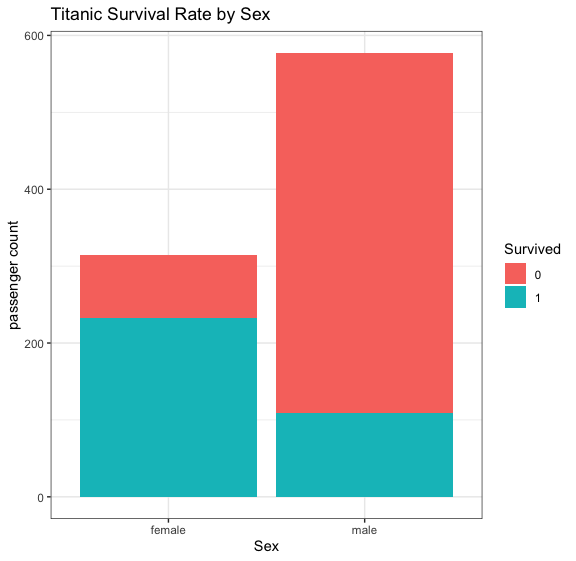 Titanic Survival Rate by Sex
600
400
200
0
passenger count
female male
Sex
Survived
0
1